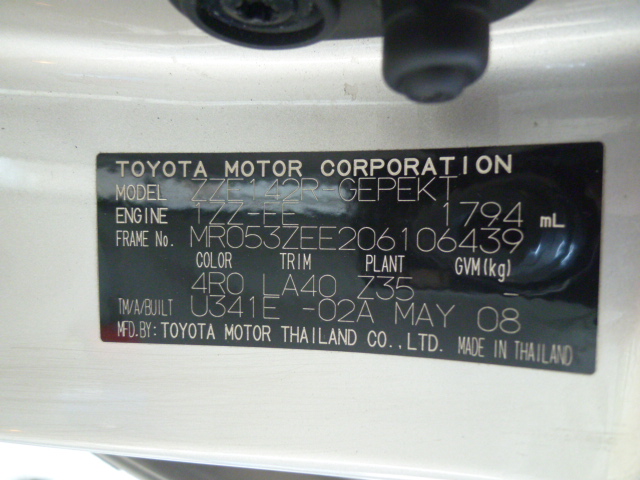 TOYOTA MOTOR CORPORATION
MODEL ZZE142R-GEPEKT
ENGINE 1ZZ-FE 1794 mL
FRAME No. MR053ZEE206106439
COLOR TRIM PLANT GVM(kg)
4R0 LA40 Z35 -
TM/A/BUILT U341E -02A MAY 08
MFD.BY: TOYOTA MOTOR THAILAND CO.,LTD. MADE IN THAILAND